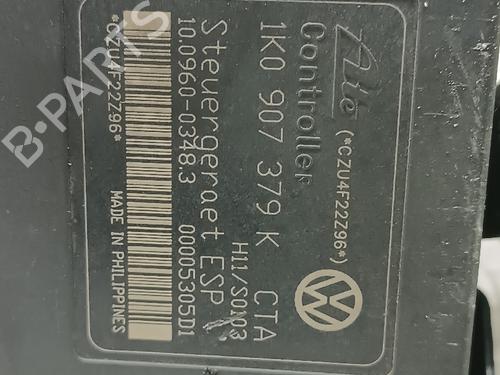 Ate
Controller
(*CZU4F22Z96*)
1K0 907 379 K CTA
H11/S0103
Steuergeraet ESP
10.0960-0348.3 00005305D1
*CZU4F22Z96*
MADE IN PHILIPPINES
VW
B-PARTS